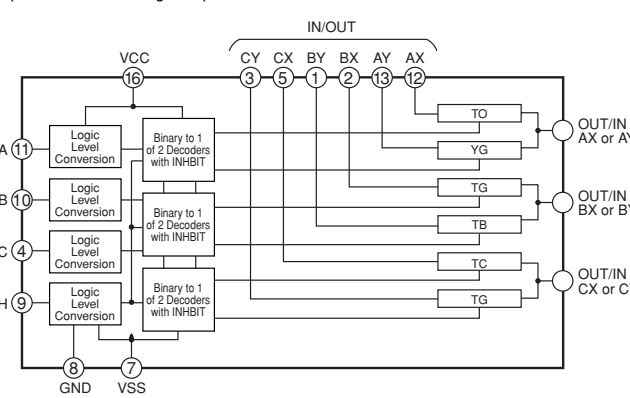 IN/OUT
VCC CY CX BY BX AY AX
16 3 5 1 2 13 12
A 11
Logic
Level
Conversion
Binary to 1
of 2 Decoders
with INHBIT
TO
YG
OUT/IN
AX or AY
B 10
Logic
Level
Conversion
Binary to 1
of 2 Decoders
with INHBIT
TG
TB
OUT/IN
BX or BY
C 4
Logic
Level
Conversion
Binary to 1
of 2 Decoders
with INHBIT
TC
TG
OUT/IN
CX or C
H 9
Logic
Level
Conversion
8 7
GND VSS